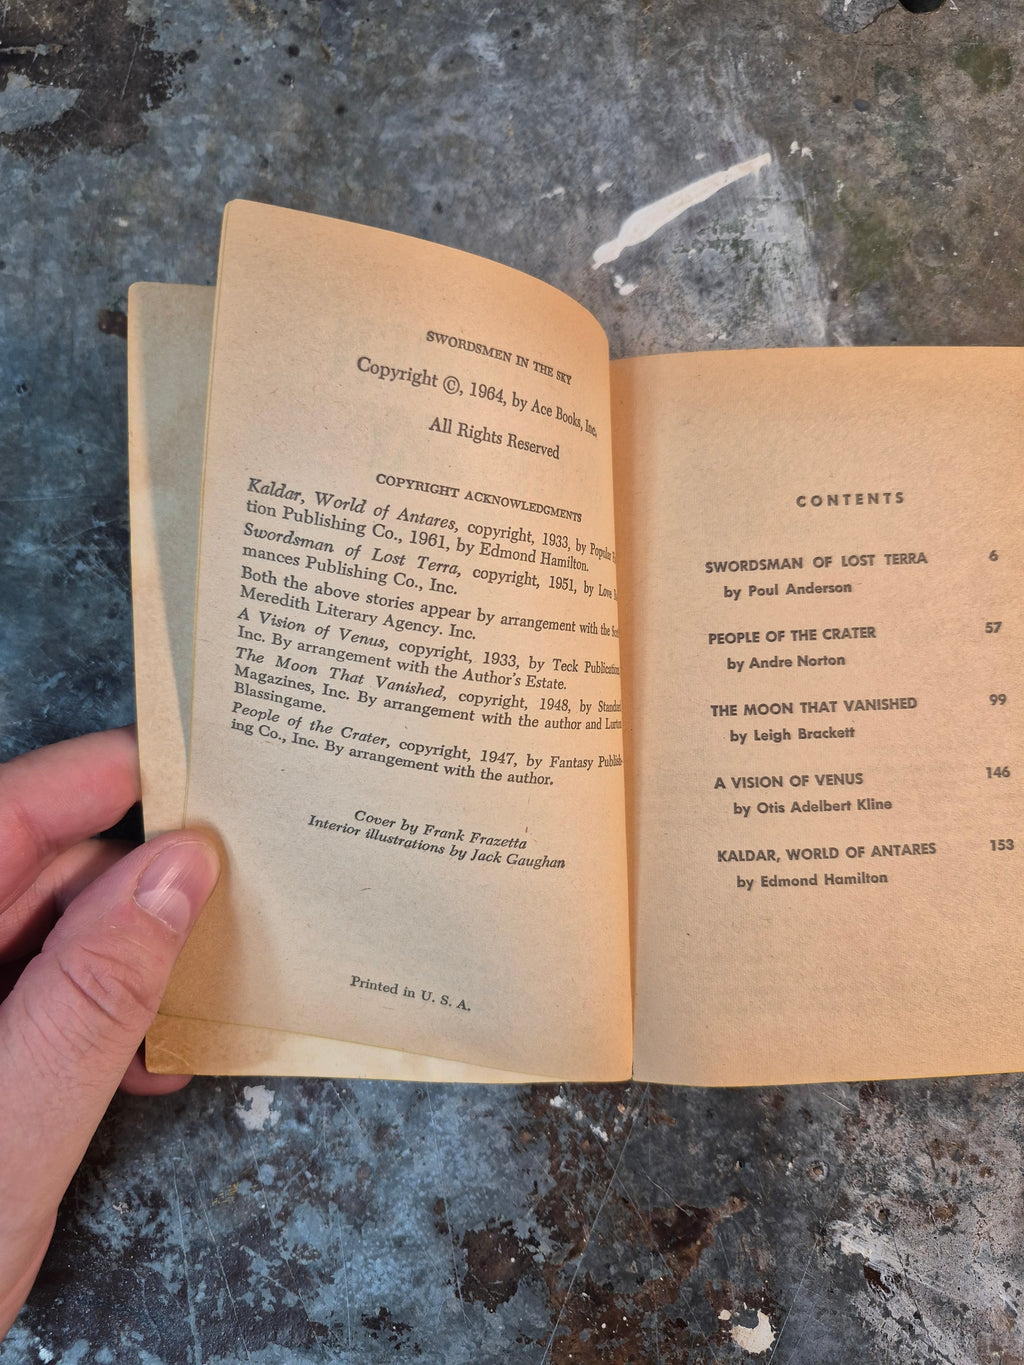 SWORDSMEN IN THE SKY
Copyright ©, 1964, by Ace Books, Inc.
All Rights Reserved
COPYRIGHT ACKNOWLEDGMENTS
Kaldar, World of Antares, copyright, 1933, by Popular
tion Publishing Co., 1961, by Edmond Hamilton.
Swordsman of Lost Terra, copyright, 1951, by Love
mances Publishing Co., Inc.
Both the above stories appear by arrangement with the
Meredith Literary Agency. Inc.
A Vision of Venus, copyright, 1933, by Teck Publication
Inc. By arrangement with the Author's Estate.
The Moon That Vanished, copyright, 1948, by Standard
Magazines, Inc. By arrangement with the author and Lurton
Blassingame.
People of the Crater, copyright, 1947, by Fantasy Publish-
ing Co., Inc. By arrangement with the author.
Cover by Frank Frazetta
Interior illustrations by Jack Gaughan
Printed in U. S. A.
CONTENTS
SWORDSMAN OF LOST TERRA 6
by Poul Anderson
PEOPLE OF THE CRATER 57
by Andre Norton
THE MOON THAT VANISHED 99
by Leigh Brackett
A VISION OF VENUS 146
by Otis Adelbert Kline
KALDAR, WORLD OF ANTARES 153
by Edmond Hamilton